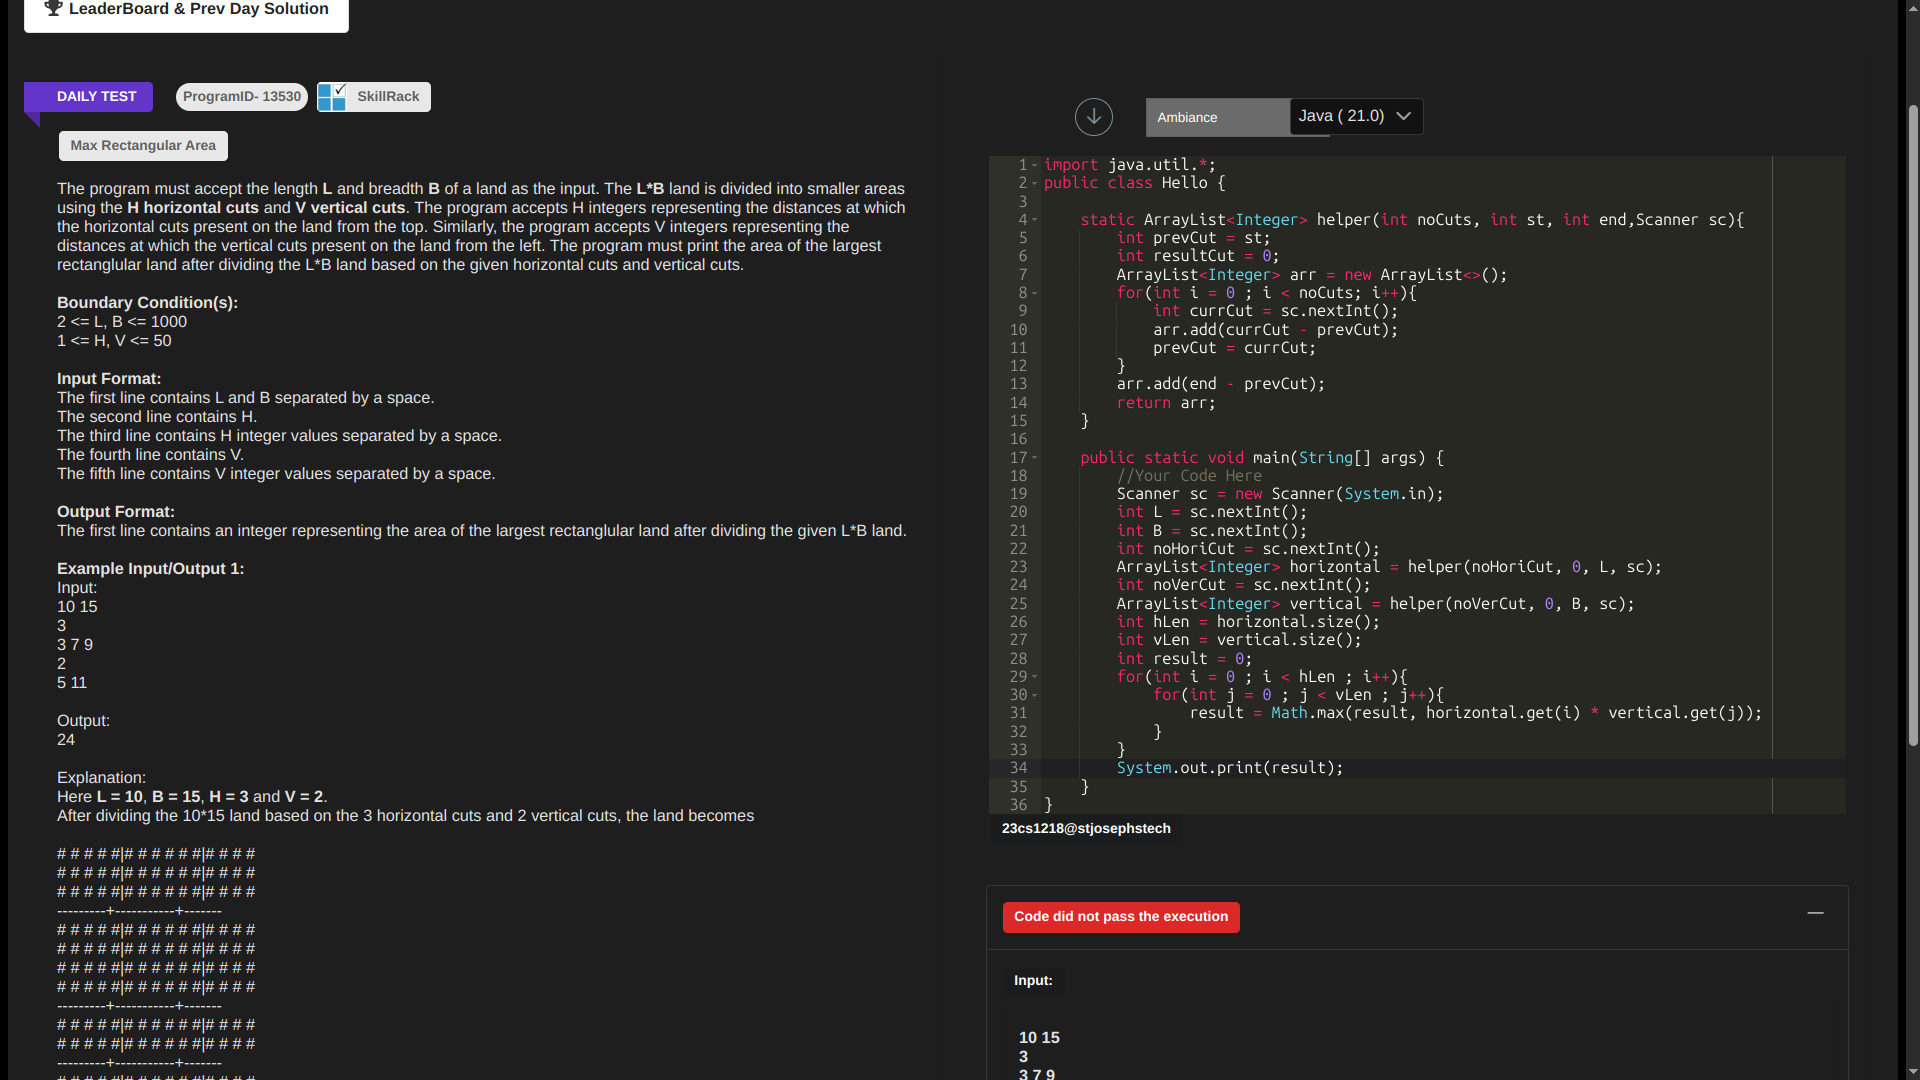 LeaderBoard & Prev Day Solution
DAILY TEST
ProgramID- 13530
SkillRack
Max Rectangular Area
The program must accept the length L and breadth B of a land as the input. The L*B land is divided into smaller areas
using the H horizontal cuts and V vertical cuts. The program accepts H integers representing the distances at which
the horizontal cuts present on the land from the top. Similarly, the program accepts V integers representing the
distances at which the vertical cuts present on the land from the left. The program must print the area of the largest
rectanglular land after dividing the L*B land based on the given horizontal cuts and vertical cuts.
Boundary Condition(s):
2 <= L, B <= 1000
1 <= H, V <= 50
Input Format:
The first line contains L and B separated by a space.
The second line contains H.
The third line contains H integer values separated by a space.
The fourth line contains V.
The fifth line contains V integer values separated by a space.
Output Format:
The first line contains an integer representing the area of the largest rectanglular land after dividing the given L*B land.
Example Input/Output 1:
Input:
10 15
3
3 7 9
2
5 11
Output:
24
Explanation:
Here L = 10, B = 15, H = 3 and V = 2.
After dividing the 10*15 land based on the 3 horizontal cuts and 2 vertical cuts, the land becomes
# # # # #|# # # # # #|# # # #
# # # # #|# # # # # #|# # # #
# # # # #|# # # # # #|# # # #
---------+-----------+-------
# # # # #|# # # # # #|# # # #
# # # # #|# # # # # #|# # # #
# # # # #|# # # # # #|# # # #
# # # # #|# # # # # #|# # # #
---------+-----------+-------
# # # # #|# # # # # #|# # # #
# # # # #|# # # # # #|# # # #
---------+-----------+-------
# # # # #|# # # # # #|# # # #
Ambiance
Java ( 21.0)
1 import java.util.*;
2 public class Hello {
3
4 static ArrayList<Integer> helper(int noCuts, int st, int end,Scanner sc){
5 int prevCut = st;
6 int resultCut = 0;
7 ArrayList<Integer> arr = new ArrayList<>();
8 for(int i = 0 ; i < noCuts; i++){
9 int currCut = sc.nextInt();
10 arr.add(currCut - prevCut);
11 prevCut = currCut;
12 }
13 arr.add(end - prevCut);
14 return arr;
15 }
16
17 public static void main(String[] args) {
18 //Your Code Here
19 Scanner sc = new Scanner(System.in);
20 int L = sc.nextInt();
21 int B = sc.nextInt();
22 int noHoriCut = sc.nextInt();
23 ArrayList<Integer> horizontal = helper(noHoriCut, 0, L, sc);
24 int noVerCut = sc.nextInt();
25 ArrayList<Integer> vertical = helper(noVerCut, 0, B, sc);
26 int hLen = horizontal.size();
27 int vLen = vertical.size();
28 int result = 0;
29 for(int i = 0 ; i < hLen ; i++){
30 for(int j = 0 ; j < vLen ; j++){
31 result = Math.max(result, horizontal.get(i) * vertical.get(j));
32 }
33 }
34 System.out.print(result);
35 }
36 }
23cs1218@stjosephstech
Code did not pass the execution
Input:
10 15
3
3 7 9